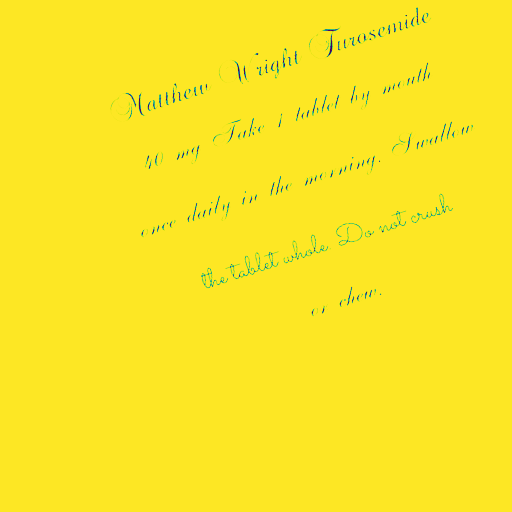 Matthew Wright Furosemide
40 mg Take 1 tablet by mouth
once daily in the morning. Swallow
the tablet whole. Do not crush
or chew.